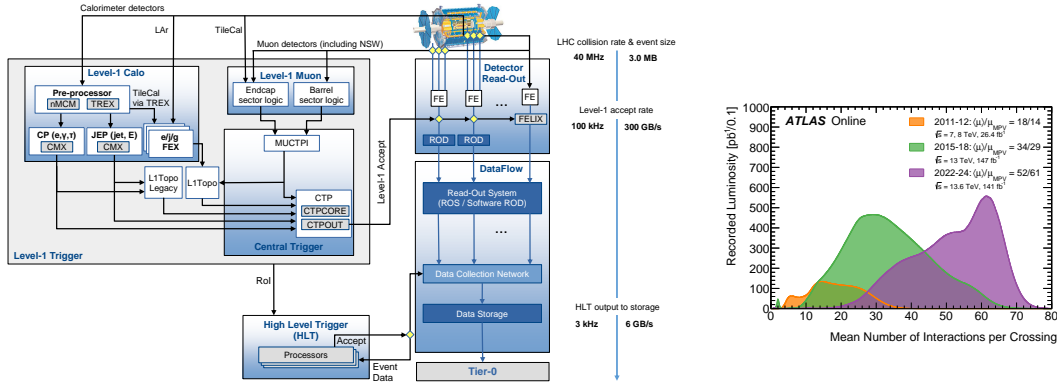 Calorimeter detectors
LAr
TileCal
Muon detectors (including NSW)
LHC collision rate & event size
40 MHz
3.0 MB
Level-1 Calo
Pre-processor
nMCM
TREX
TileCal
via TREX
CP (e,γ,τ)
CMX
JEP (jet, E)
CMX
e/j/g
FEX
L1Topo
Legacy
L1Topo
Level-1 Muon
Endcap
sector logic
Barrel
sector logic
MUCTPI
CTP
CTPCORE
CTPOUT
Central Trigger
Level-1 Trigger
Level-1 Accept
Detector
Read-Out
FE
FE
...
FE
FELIX
ROD
ROD
Level-1 accept rate
100 kHz
300 GB/s
DataFlow
Read-Out System
(ROS / Software ROD)
...
Data Collection Network
Data Storage
Tier-0
RoI
High Level Trigger
(HLT)
Accept
Processors
Event
Data
HLT output to storage
3 kHz
6 GB/s
ATLAS Online
2011-12: ⟨μ⟩/μMPV = 18/14
√s = 7, 8 TeV, 26.4 fb-1
2015-18: ⟨μ⟩/μMPV = 34/29
√s = 13 TeV, 147 fb-1
2022-24: ⟨μ⟩/μMPV = 52/61
√s = 13.6 TeV, 141 fb-1
Recorded Luminosity [pb-1/0.1]
1000
900
800
700
600
500
400
300
200
100
0
0 10 20 30 40 50 60 70 80
Mean Number of Interactions per Crossing